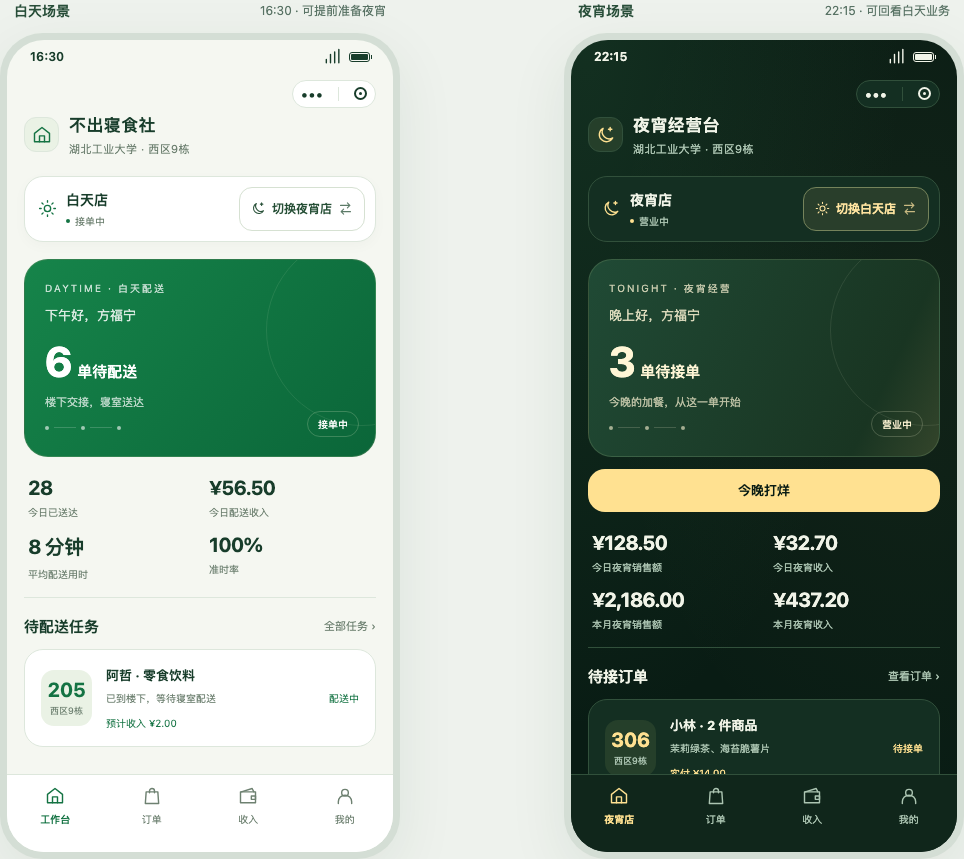 白天场景
16:30 · 可提前准备夜宵
16:30
不出寝食社
湖北工业大学 · 西区9栋
白天店
接单中
切换夜宵店
DAYTIME · 白天配送
下午好，方福宁
6 单待配送
楼下交接，寝室送达
接单中
28
今日已送达
¥56.50
今日配送收入
8 分钟
平均配送用时
100%
准时率
待配送任务
全部任务 ›
205
西区9栋
阿哲 · 零食饮料
已到楼下，等待寝室配送
预计收入 ¥2.00
配送中
工作台
订单
收入
我的
夜宵场景
22:15 · 可回看白天业务
22:15
夜宵经营台
湖北工业大学 · 西区9栋
夜宵店
营业中
切换白天店
TONIGHT · 夜宵经营
晚上好，方福宁
3 单待接单
今晚的加餐，从这一单开始
营业中
今晚打烊
¥128.50
今日夜宵销售额
¥32.70
今日夜宵收入
¥2,186.00
本月夜宵销售额
¥437.20
本月夜宵收入
待接订单
查看订单 ›
306
西区9栋
小林 · 2 件商品
茉莉绿茶、海苔脆薯片
实付 ¥14.00
待接单
夜宵店
订单
收入
我的